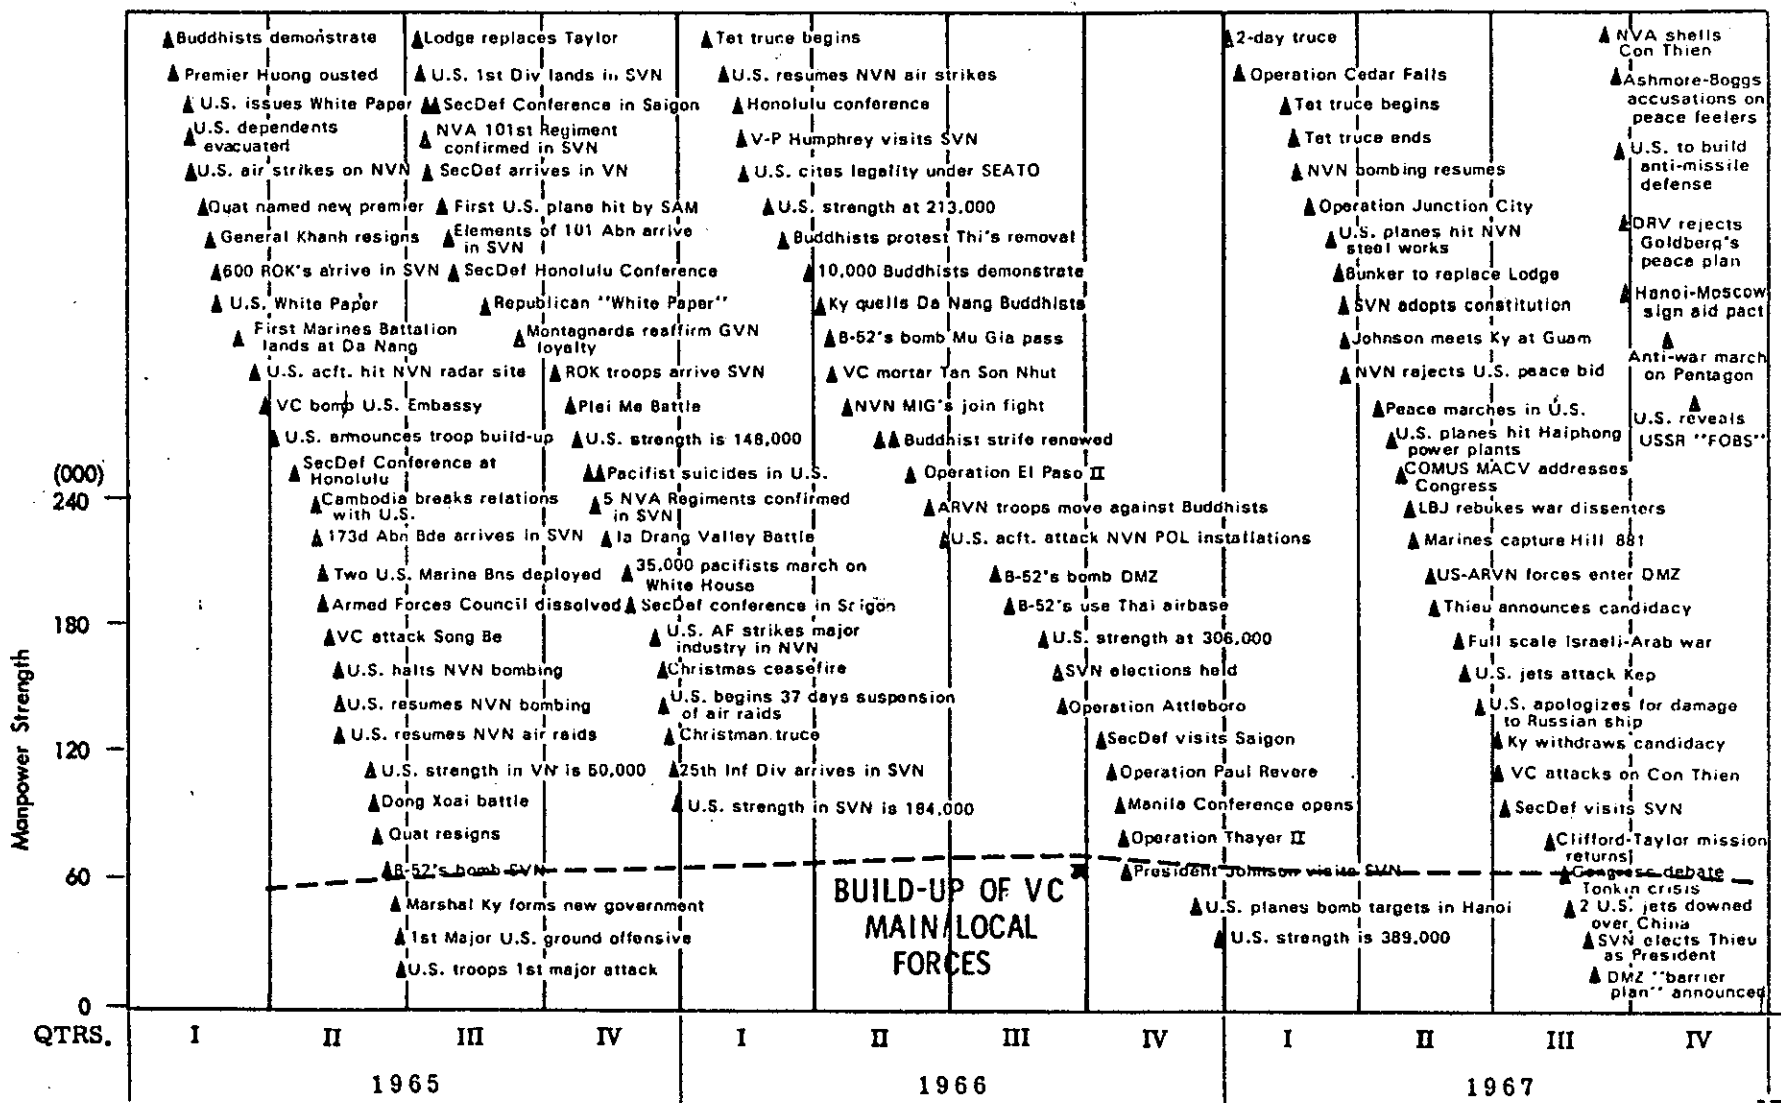 Buddhists demonstrate
Premier Huong ousted
U.S. issues White Paper
U.S. dependents
evacuated
U.S. air strikes on NVN
Quat named new premier
General Khanh resigns
600 ROK's arrive in SVN
U.S. White Paper
First Marines Battalion
lands at Da Nang
U.S. acft. hit NVN radar site
VC bomb U.S. Embassy
U.S. announces troop build-up
SecDef Conference at
Honolulu
Cambodia breaks relations
with U.S.
173d Abn Bde arrives in SVN
Two U.S. Marine Bns deployed
Armed Forces Council dissolved
VC attack Song Be
U.S. halts NVN bombing
U.S. resumes NVN bombing
U.S. resumes NVN air raids
U.S. strength in VN is 50,000
Dong Xoai battle
Quat resigns
B-52's bomb SVN
Marshal Ky forms new government
1st Major U.S. ground offensive
U.S. troops 1st major attack
Lodge replaces Taylor
U.S. 1st Div lands in SVN
SecDef Conference in Saigon
NVA 101st Regiment
confirmed in SVN
SecDef arrives in VN
First U.S. plane hit by SAM
Elements of 101 Abn arrive
in SVN
SecDef Honolulu Conference
Republican "White Paper"
Montagnards reaffirm GVN
loyalty
ROK troops arrive SVN
Plei Me Battle
U.S. strength is 148,000
Pacifist suicides in U.S.
5 NVA Regiments confirmed
in SVN
Ia Drang Valley Battle
35,000 pacifists march on
White House
SecDef conference in Saigon
U.S. AF strikes major
industry in NVN
Christmas ceasefire
U.S. begins 37 days suspension
of air raids
Christman truce
25th Inf Div arrives in SVN
U.S. strength in SVN is 184,000
Tet truce begins
U.S. resumes NVN air strikes
Honolulu conference
V-P Humphrey visits SVN
U.S. cites legality under SEATO
U.S. strength at 213,000
Buddhists protest Thi's removal
10,000 Buddhists demonstrate
Ky quells Da Nang Buddhists
B-52's bomb Mu Gia pass
VC mortar Tan Son Nhut
NVN MIG's join fight
Buddhist strife renewed
Operation El Paso II
ARVN troops move against Buddhists
U.S. acft. attack NVN POL installations
B-52's bomb DMZ
B-52's use Thai airbase
U.S. strength at 306,000
SVN elections held
Operation Attleboro
SecDef visits Saigon
Operation Paul Revere
Manila Conference opens
Operation Thayer II
President Johnson visits SVN
U.S. planes bomb targets in Hanoi
U.S. strength is 389,000
2-day truce
Operation Cedar Falls
Tet truce begins
Tet truce ends
NVN bombing resumes
Operation Junction City
U.S. planes hit NVN
steel works
Bunker to replace Lodge
SVN adopts constitution
Johnson meets Ky at Guam
NVN rejects U.S. peace bid
Peace marches in U.S.
U.S. planes hit Haiphong
power plants
COMUS MACV addresses
Congress
LBJ rebukes war dissenters
Marines capture Hill 881
US-ARVN forces enter DMZ
Thieu announces candidacy
Full scale Israeli-Arab war
U.S. jets attack Kep
U.S. apologizes for damage
to Russian ship
Ky withdraws candidacy
VC attacks on Con Thien
SecDef visits SVN
Clifford-Taylor mission
returns
Congress debate
Tonkin crisis
2 U.S. jets downed
over China
SVN elects Thieu
as President
DMZ "barrier
plan" announced
NVA shells
Con Thien
Ashmore-Boggs
accusations on
peace feelers
U.S. to build
anti-missile
defense
DRV rejects
Goldberg's
peace plan
Hanoi-Moscow
sign aid pact
Anti-war march
on Pentagon
U.S. reveals
USSR "FOBS"
BUILD-UP OF VC
MAIN/LOCAL
FORCES
Manpower Strength
(000)
240
180
120
60
0
QTRS. I II III IV I II III IV I II III IV
1965 1966 1967